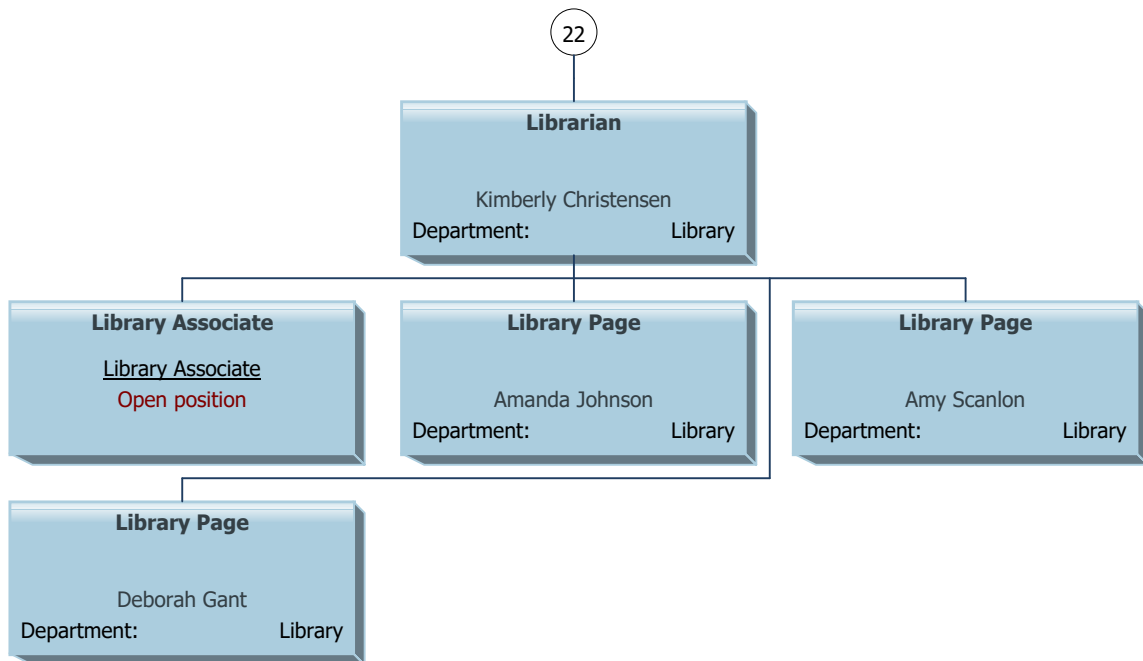 22
Librarian
Kimberly Christensen
Department: Library
Library Associate
Library Associate
Open position
Library Page
Amanda Johnson
Department: Library
Library Page
Amy Scanlon
Department: Library
Library Page
Deborah Gant
Department: Library